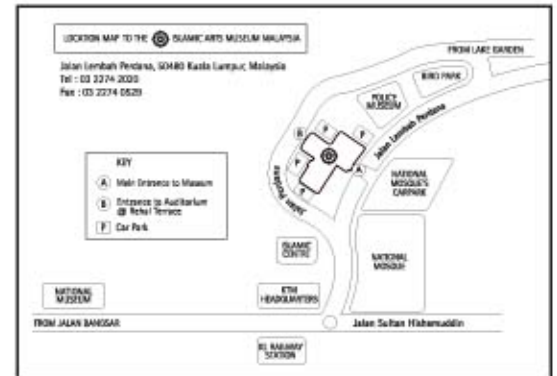 LOCATION MAP TO THE ISLAMIC ARTS MUSEUM MALAYSIA
Jalan Lembah Perdana, 50480 Kuala Lumpur, Malaysia
Tel : 03 2274 2020
Fax : 03 2274 0529
FROM LAKE GARDEN
BIRD PARK
POLICE
MUSEUM
Jalan Lembah Perdana
B
P
P
P
P
A
Jalan Perdana
KEY
A Main Entrance to Museum
B Entrance to Auditorium
@ Rehal Terrace
P Car Park
NATIONAL
MOSQUE'S
CARPARK
ISLAMIC
CENTRE
NATIONAL
MOSQUE
NATIONAL
MUSEUM
KTM
HEADQUARTERS
FROM JALAN BANGSAR
Jalan Sultan Hishamuddin
KL RAILWAY
STATION